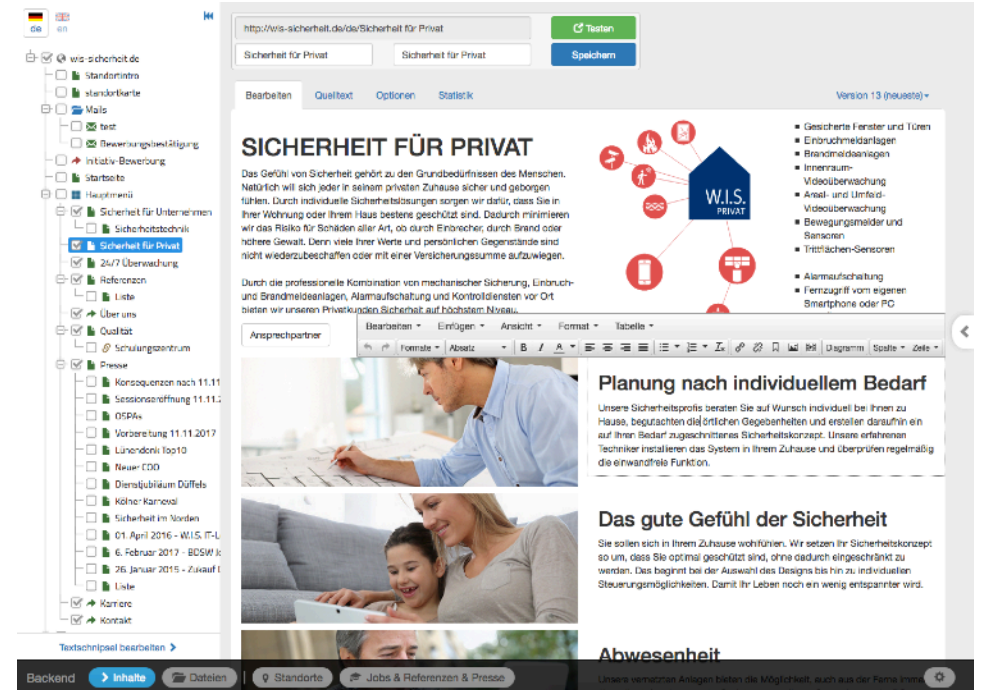 de en
wis-sicherheit.de
Standortintro
standortkarte
Mails
test
Bewerbungsbestätigung
Initiativ-Bewerbung
Startseite
Hauptmenü
Sicherheit für Unternehmen
Sicherheitstechnik
Sicherheit für Privat
24/7 Überwachung
Referenzen
Liste
Über uns
Qualität
Schulungszentrum
Presse
Konsequenzen nach 11.11
Sessionseröffnung 11.11.2
OSPAs
Vorbereitung 11.11.2017
Lünendonk Top10
Neuer COO
Dienstjubiläum Düffels
Kölner Karneval
Sicherheit im Norden
01. April 2016 - W.I.S. IT-L
6. Februar 2017 - BDSW
26. Januar 2015 - Zukauf
Liste
Karriere
Kontakt
Textschnipsel bearbeiten
http://wis-sicherheit.de/de/Sicherheit für Privat
Testen
Sicherheit für Privat
Sicherheit für Privat
Speichern
Bearbeiten Quelltext Optionen Statistik
Version 13 (neueste)
SICHERHEIT FÜR PRIVAT
Das Gefühl von Sicherheit gehört zu den Grundbedürfnissen des Menschen.
Natürlich will sich jeder in seinem privaten Zuhause sicher und geborgen
fühlen. Durch individuelle Sicherheitslösungen sorgen wir dafür, dass Sie in
Ihrer Wohnung oder Ihrem Haus bestens geschützt sind. Dadurch minimieren
wir das Risiko für Schäden aller Art, ob durch Einbrecher, durch Brand oder
höhere Gewalt. Denn viele Ihrer Werte und persönlichen Gegenstände sind
nicht wiederzubeschaffen oder mit einer Versicherungssumme aufzuwiegen.
Durch die professionelle Kombination von mechanischer Sicherung, Einbruch-
und Brandmeldeanlagen, Alarmaufschaltung und Kontrolldiensten vor Ort
bieten wir unseren Privatkunden Sicherheit auf höchstem Niveau.
W.I.S.
PRIVAT
Gesicherte Fenster und Türen
Einbruchmeldanlagen
Brandmeldeanlagen
Innenraum-
Videoüberwachung
Areal- und Umfeld-
Videoüberwachung
Bewegungsmelder und
Sensoren
Trittflächen-Sensoren
Alarmaufschaltung
Fernzugriff vom eigenen
Smartphone oder PC
Ansprechpartner
Bearbeiten Einfügen Ansicht Format Tabelle
Formate Absatz B I A Diagramm Spalte Zeile
Planung nach individuellem Bedarf
Unsere Sicherheitsprofis beraten Sie auf Wunsch individuell bei Ihnen zu
Hause, begutachten die örtlichen Gegebenheiten und erstellen daraufhin ein
auf Ihren Bedarf zugeschnittenes Sicherheitskonzept. Unsere erfahrenen
Techniker installieren das System in Ihrem Zuhause und überprüfen regelmäßig
die einwandfreie Funktion.
Das gute Gefühl der Sicherheit
Sie sollen sich in Ihrem Zuhause wohlfühlen. Wir setzen Ihr Sicherheitskonzept
so um, dass Sie optimal geschützt sind, ohne dadurch eingeschränkt zu
werden. Das beginnt bei der Auswahl des Designs bis hin zu individuellen
Steuerungsmöglichkeiten. Damit Ihr Leben noch ein wenig entspannter wird.
Abwesenheit
Unsere vernetzten Anlagen bieten die Möglichkeit, auch aus der Ferne
Backend Inhalte Dateien Standorte Jobs & Referenzen & Presse